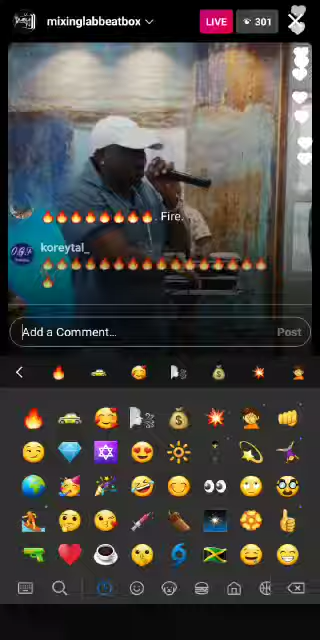 mixinglabbeatbox
LIVE
301
🔥🔥🔥🔥🔥🔥🔥🔥. Fire.
koreytal_
🔥🔥🔥🔥🔥🔥🔥🔥🔥🔥🔥🔥🔥🔥🔥🔥
🔥
Add a Comment...
Post